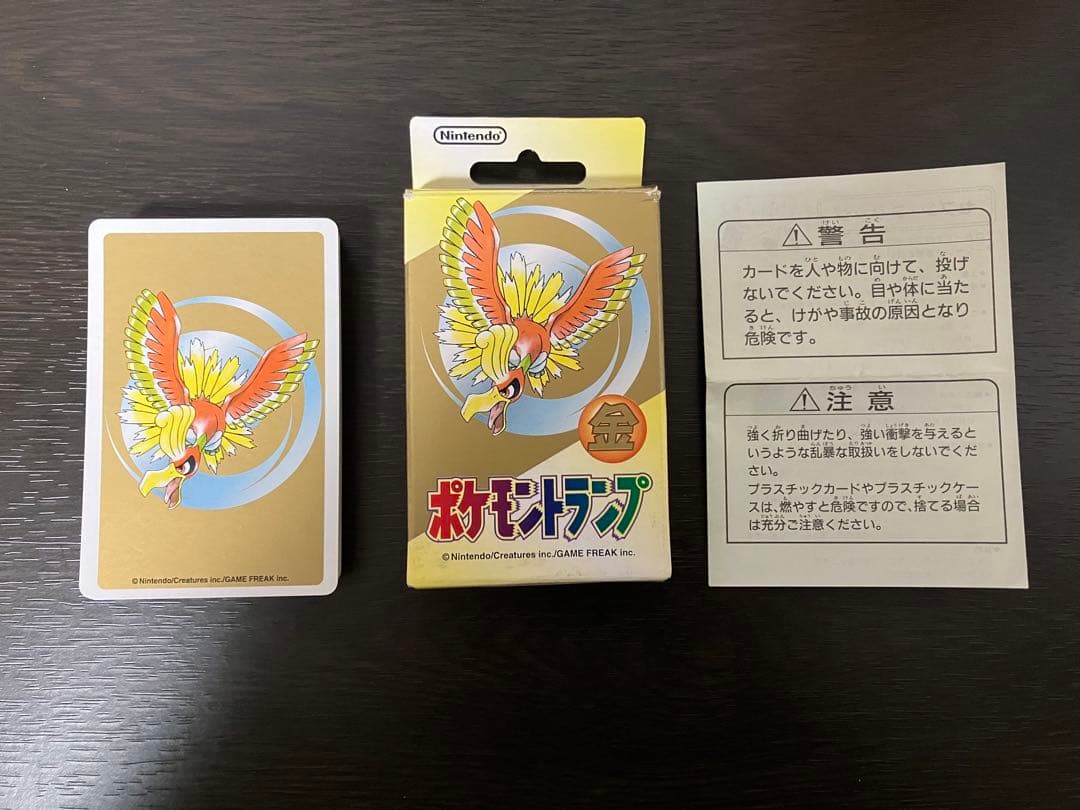 © Nintendo/Creatures inc./GAME FREAK inc.
Nintendo
金
ポケモントランプ
© Nintendo/Creatures inc./GAME FREAK inc.
警告
カードを人や物に向けて、投げ
ないでください。目や体に当た
ると、けがや事故の原因となり
危険です。
注意
強く折り曲げたり、強い衝撃を与えると
いうような乱暴な取扱いをしないでくだ
さい。
プラスチックカードやプラスチックケー
スは、燃やすと危険ですので、捨てる場合
は充分ご注意ください。